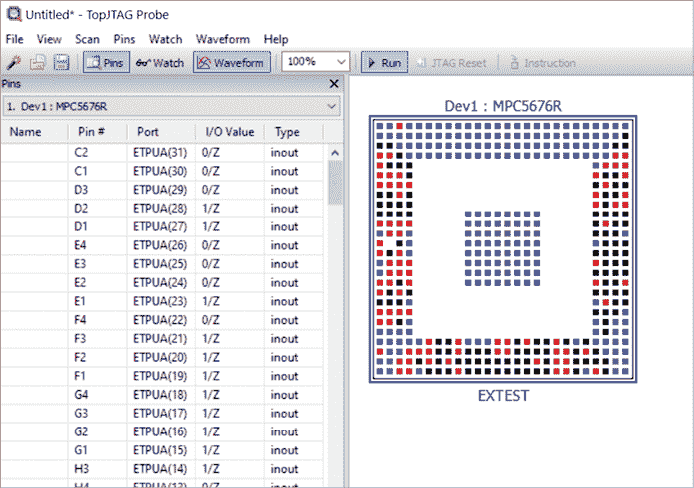 Untitled* - TopJTAG Probe
File View Scan Pins Watch Waveform Help
Pins Watch Waveform 100% Run JTAG Reset Instruction
Pins
1. Dev1 : MPC5676R
Name Pin # Port I/O Value Type
C2 ETPUA(31) 0/Z inout
C1 ETPUA(30) 0/Z inout
D3 ETPUA(29) 0/Z inout
D2 ETPUA(28) 1/Z inout
D1 ETPUA(27) 1/Z inout
E4 ETPUA(26) 0/Z inout
E3 ETPUA(25) 0/Z inout
E2 ETPUA(24) 0/Z inout
E1 ETPUA(23) 1/Z inout
F4 ETPUA(22) 0/Z inout
F3 ETPUA(21) 1/Z inout
F2 ETPUA(20) 1/Z inout
F1 ETPUA(19) 1/Z inout
G4 ETPUA(18) 1/Z inout
G3 ETPUA(17) 1/Z inout
G2 ETPUA(16) 1/Z inout
G1 ETPUA(15) 1/Z inout
H3 ETPUA(14) 1/Z inout
H4 ETPUA(13) 0/Z inout
Dev1 : MPC5676R
EXTEST